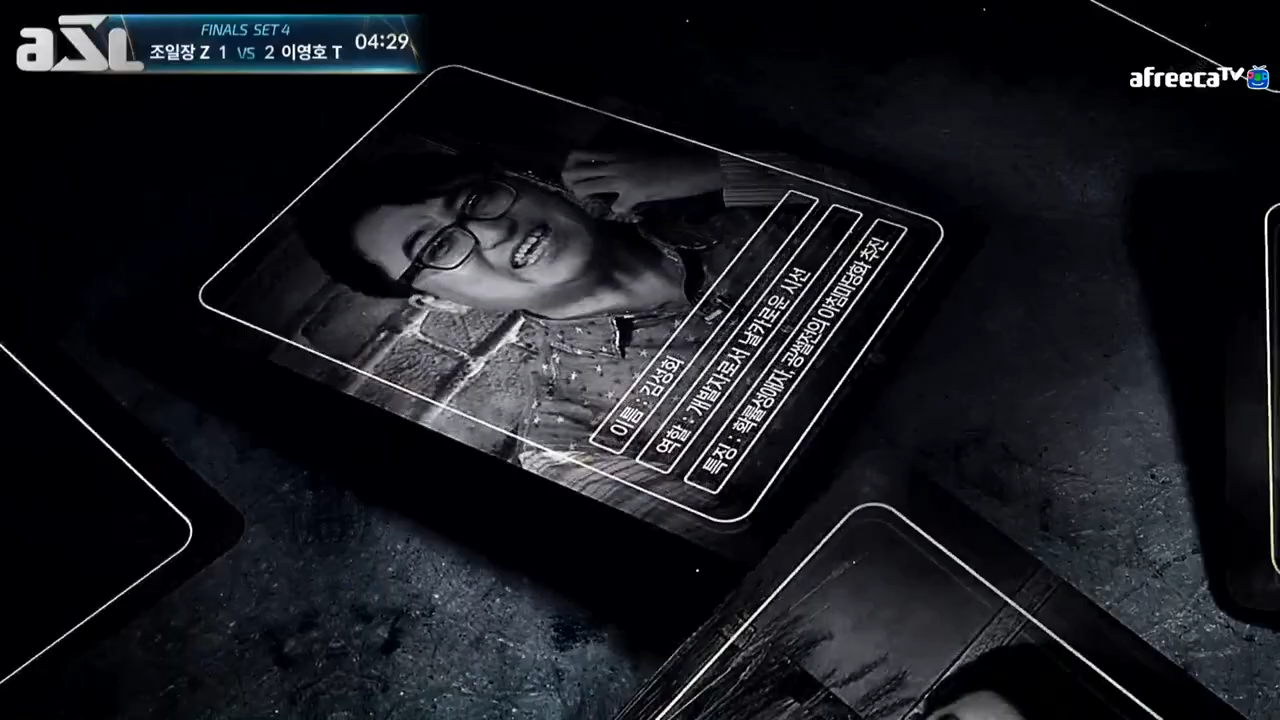 aSL
FINALS SET 4
조일장 Z 1 VS 2 이영호 T
04:29
afreecaTV
이름 : 김성회
역할 : 개발자로서 날카로운 시선
특징 : 확률성애자, 공썰전의 아침마당화 추진